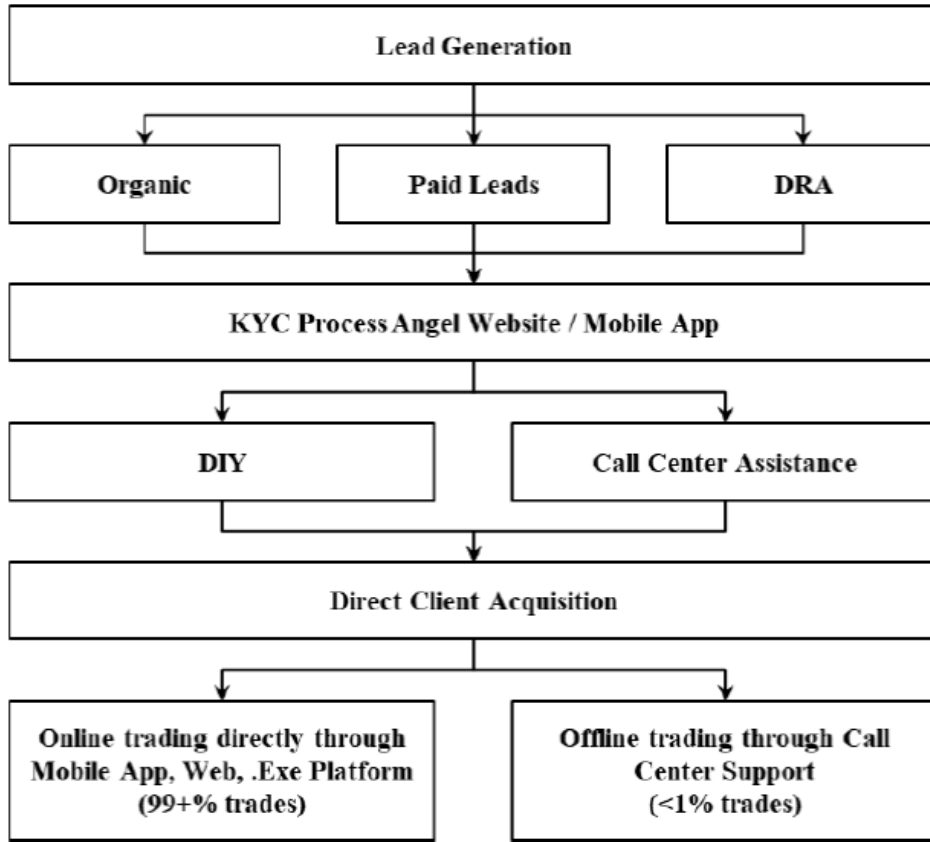 Lead Generation
Organic
Paid Leads
DRA
KYC Process Angel Website / Mobile App
DIY
Call Center Assistance
Direct Client Acquisition
Online trading directly through
Mobile App, Web, .Exe Platform
(99+% trades)
Offline trading through Call
Center Support
(<1% trades)